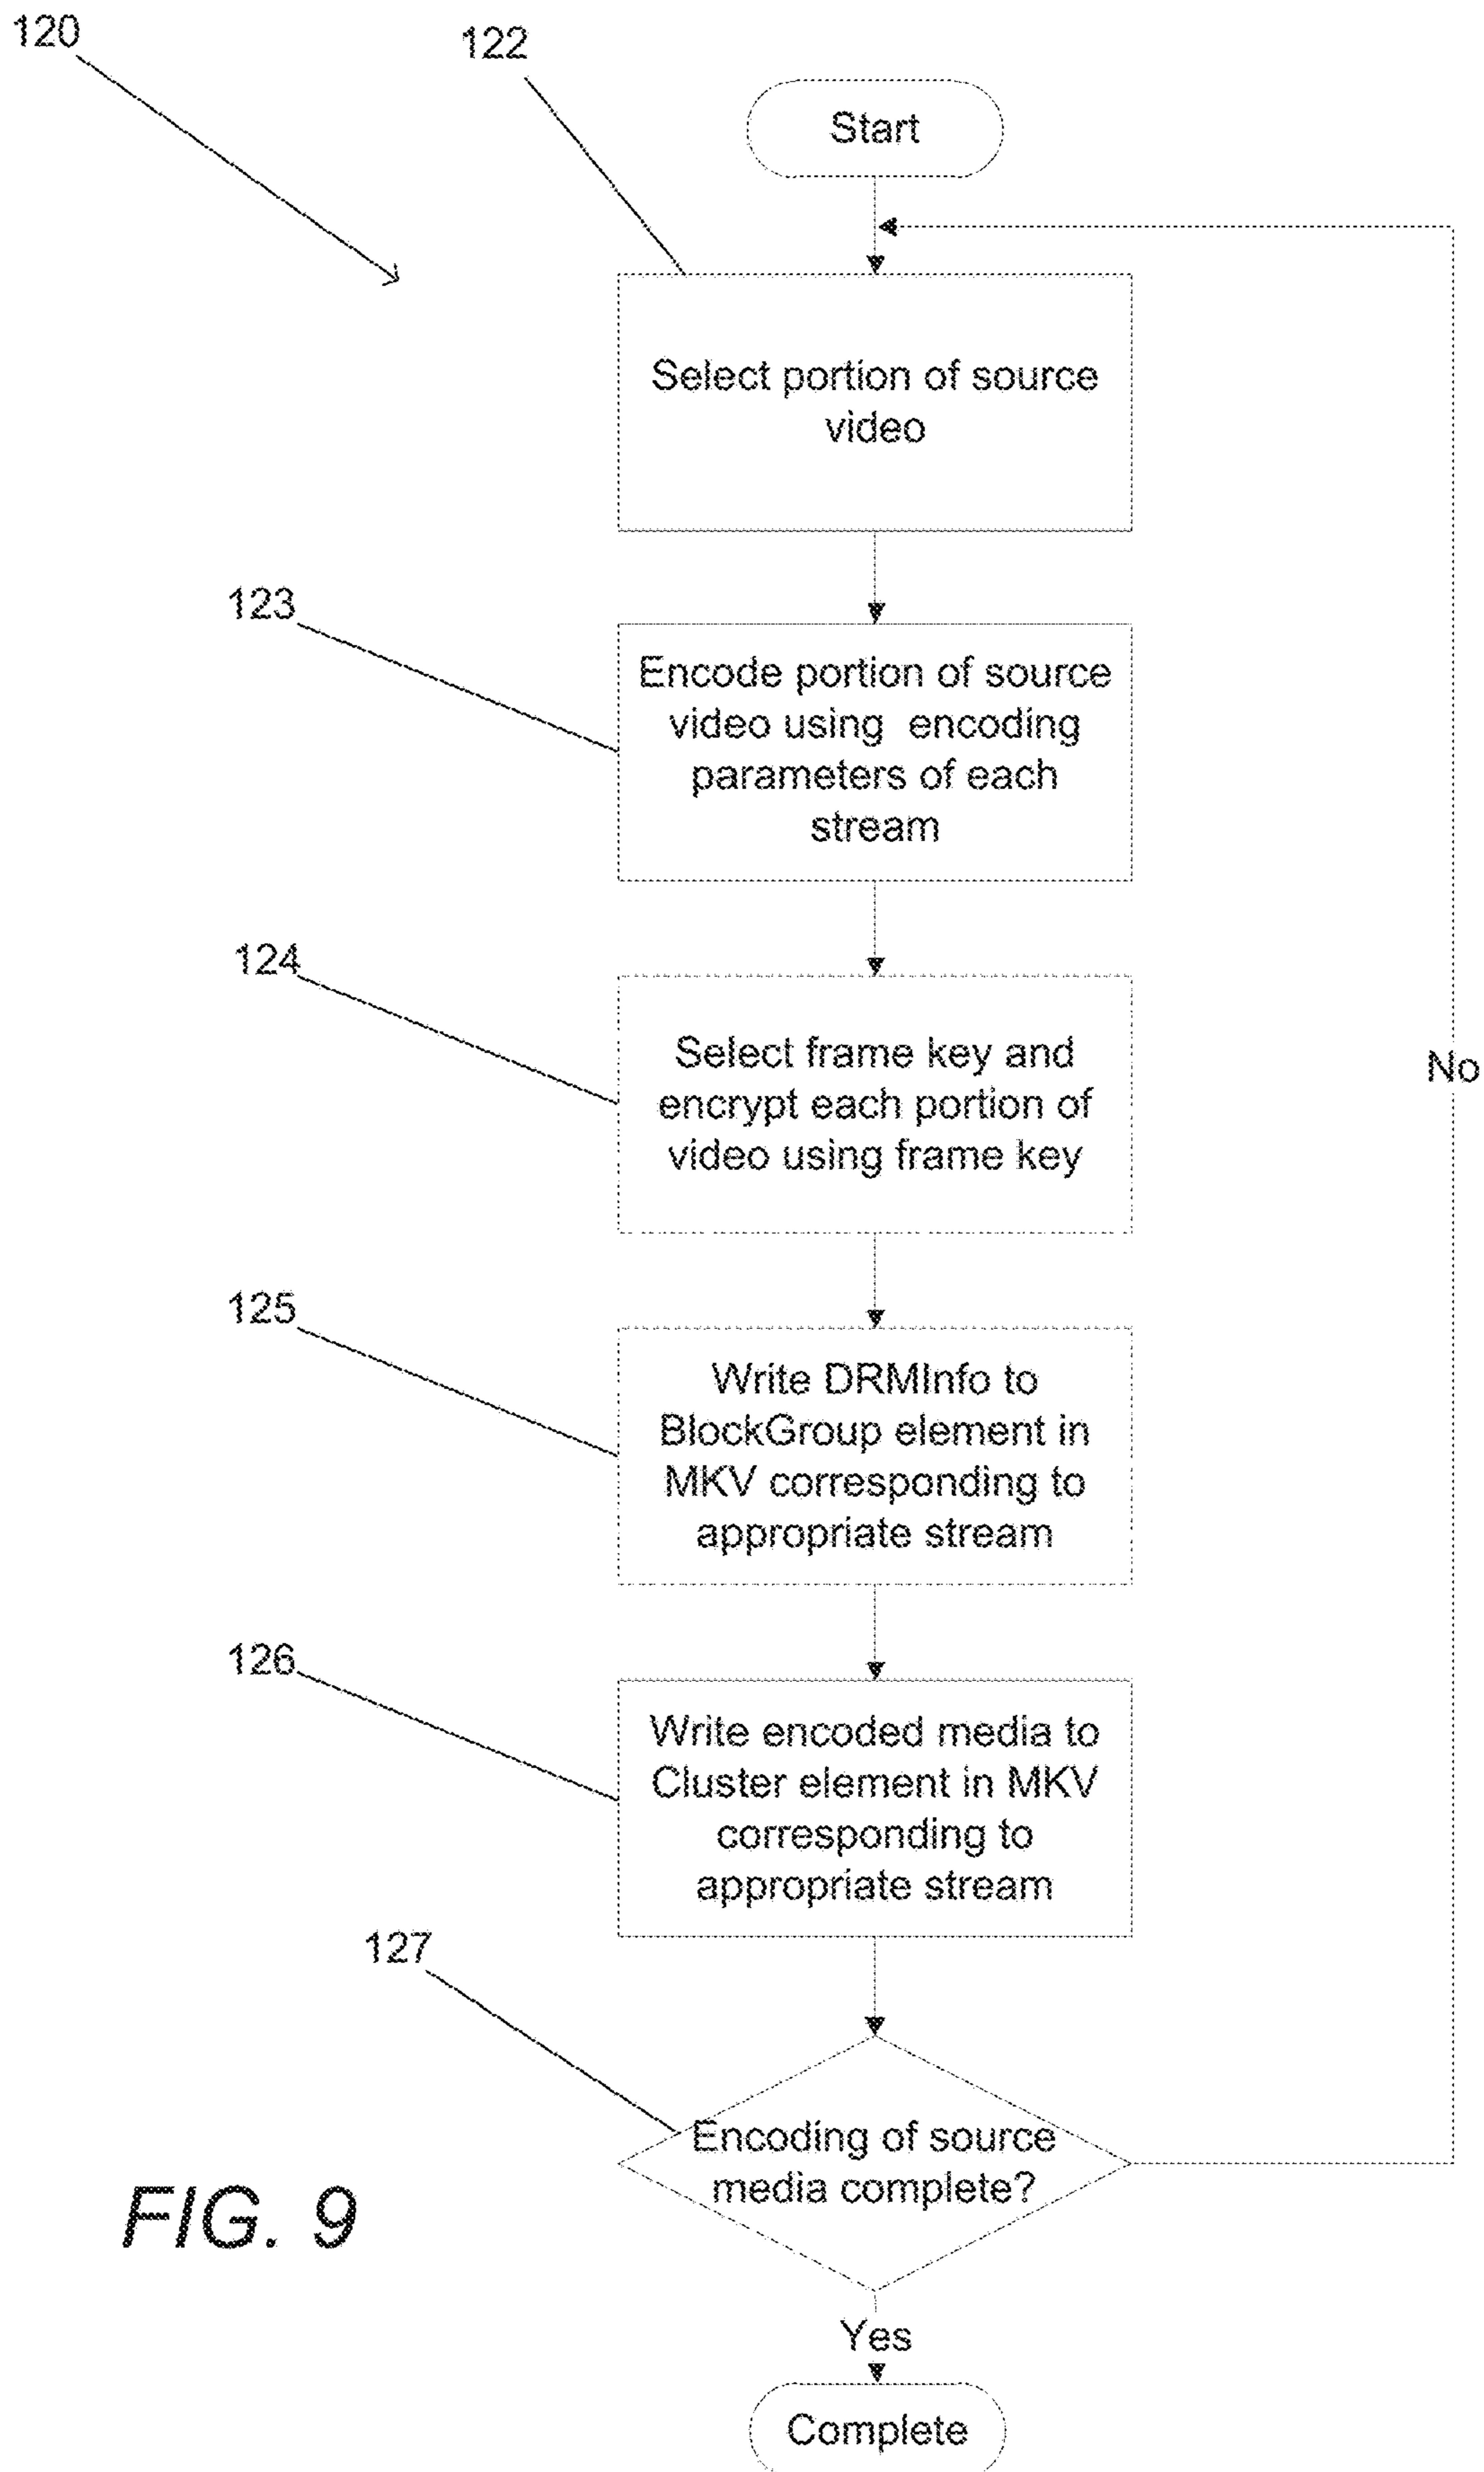 120
122
Start
Select portion of source
video
123
Encode portion of source
video using encoding
parameters of each
stream
124
Select frame key and
encrypt each portion of
video using frame key
No
125
Write DRMInfo to
BlockGroup element in
MKV corresponding to
appropriate stream
126
Write encoded media to
Cluster element in MKV
corresponding to
appropriate stream
127
Encoding of source
media complete?
FIG. 9
Yes
Complete